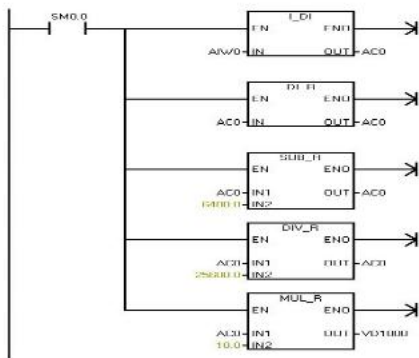 SM0.0
I_DI
EN ENO
AIW0 IN OUT AC0
DI_R
EN ENO
AC0 IN OUT AC0
SUB_R
EN ENO
AC0 IN1 OUT AC0
6400.0 IN2
DIV_R
EN ENO
AC0 IN1 OUT AC0
25600.0 IN2
MUL_R
EN ENO
AC0 IN1 OUT VD1000
10.0 IN2